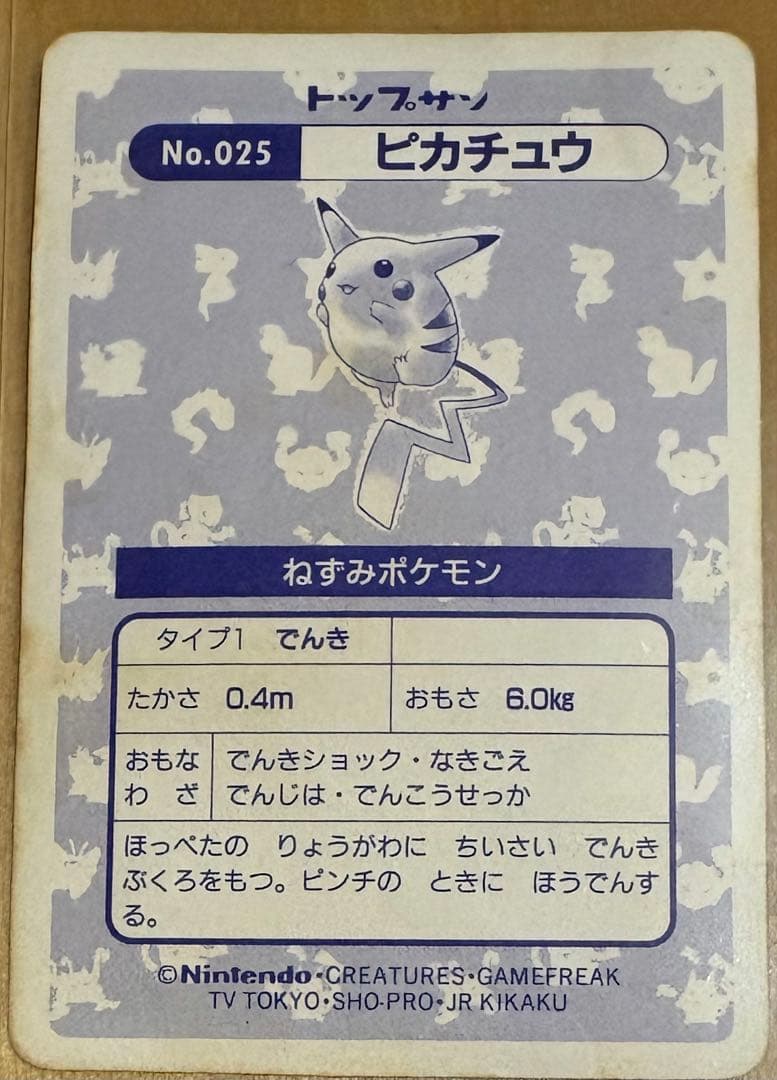 トップサン
No.025 ピカチュウ
ねずみポケモン
タイプ1 でんき
たかさ 0.4m おもさ 6.0kg
おもな でんきショック・なきごえ
わ ざ でんじは・でんこうせっか
ほっぺたの りょうがわに ちいさい でんき
ぶくろをもつ。ピンチの ときに ほうでんす
る。
©Nintendo・CREATURES・GAMEFREAK
TV TOKYO・SHO-PRO・JR KIKAKU